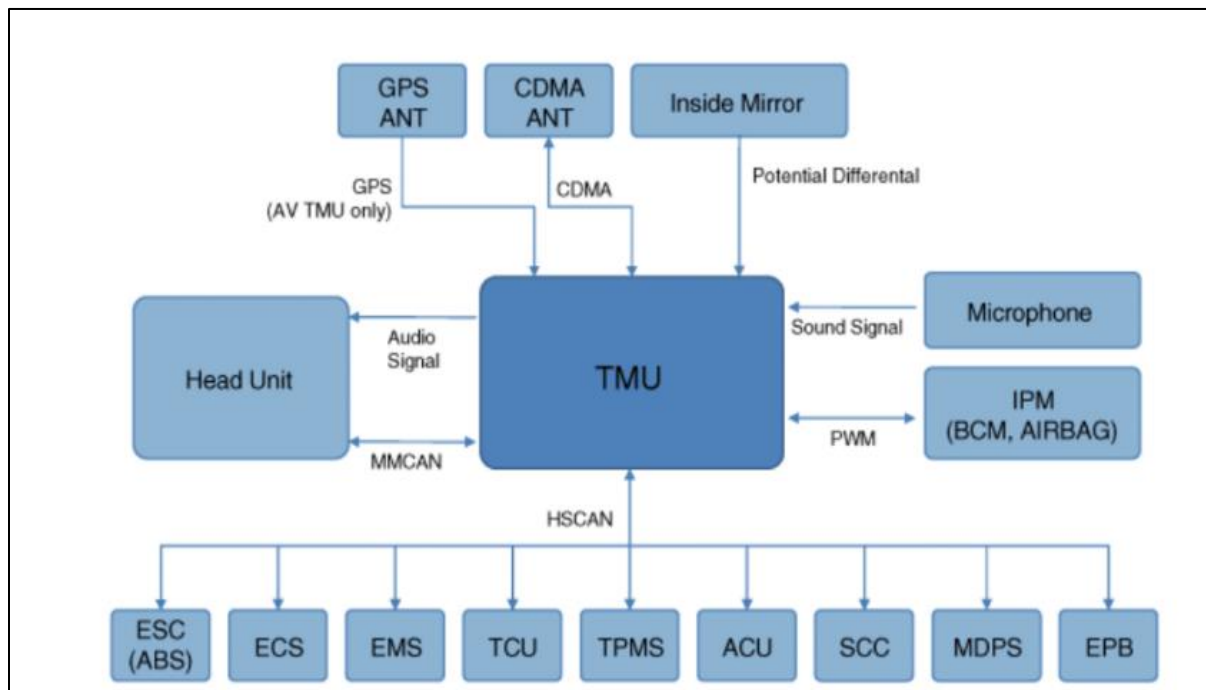 GPS
ANT
CDMA
ANT
Inside Mirror
GPS
(AV TMU only)
CDMA
Potential Differental
Head Unit
Audio
Signal
MMCAN
TMU
Sound Signal
Microphone
PWM
IPM
(BCM, AIRBAG)
HSCAN
ESC
(ABS)
ECS
EMS
TCU
TPMS
ACU
SCC
MDPS
EPB